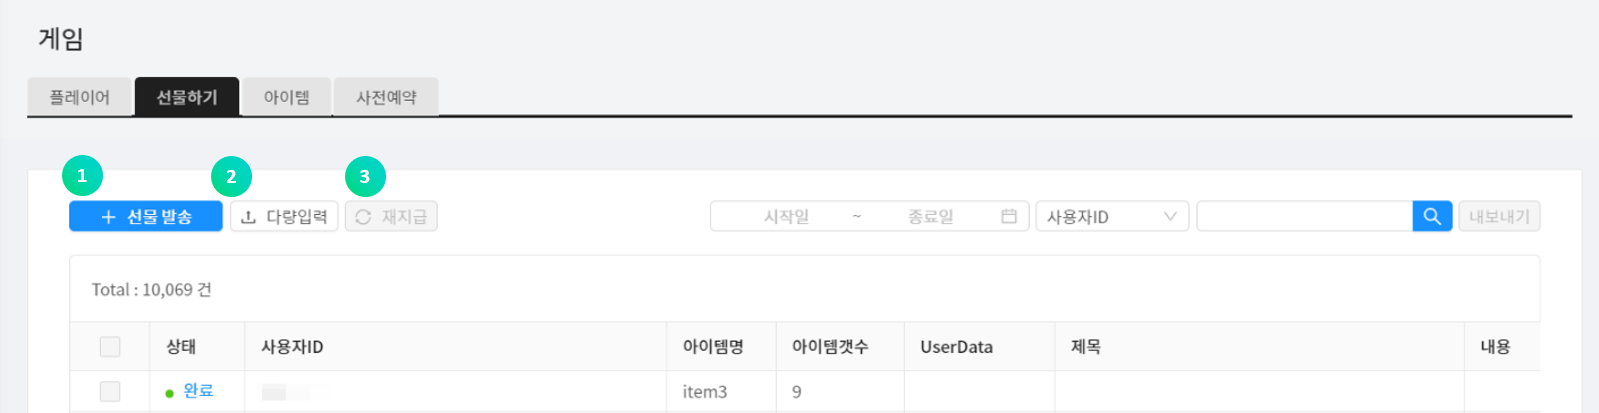 게임
플레이어 선물하기 아이템 사전예약
1 2 3
+ 선물 발송 다량입력 재지급 시작일 ~ 종료일 사용자ID 내보내기
Total : 10,069 건
상태 사용자ID 아이템명 아이템갯수 UserData 제목 내용
완료 item3 9